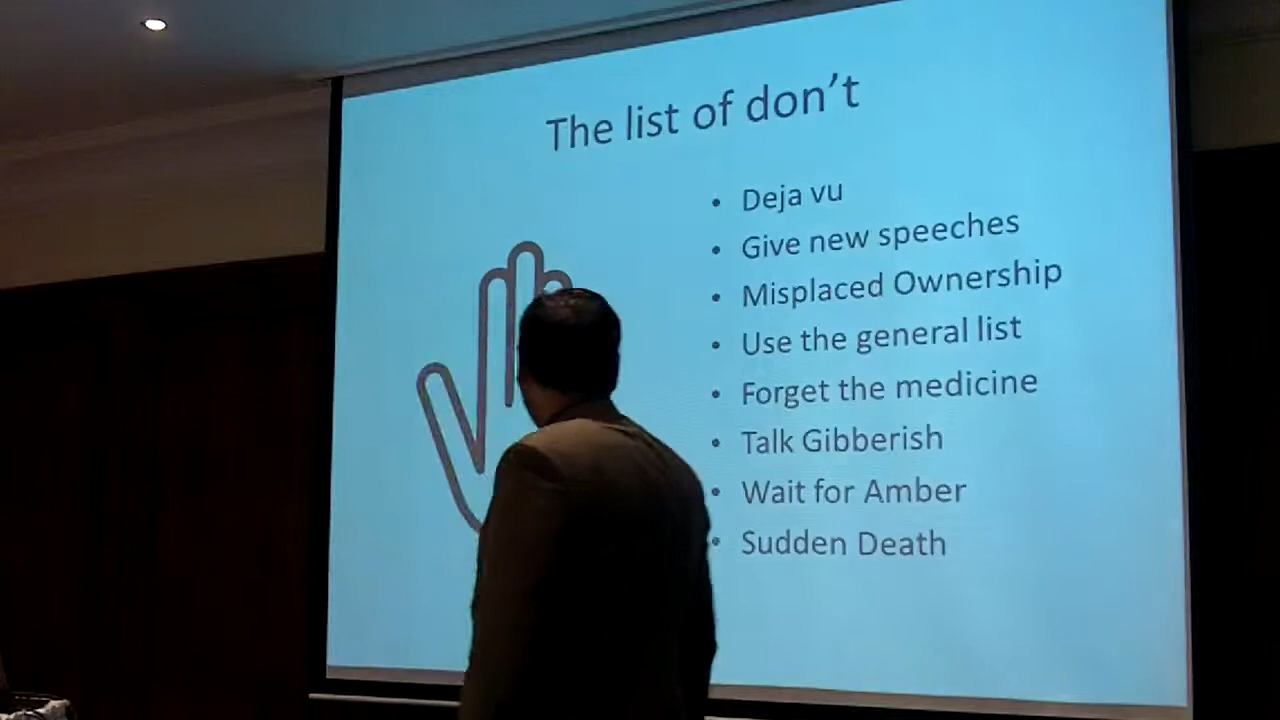 The list of don't
• Deja vu
• Give new speeches
• Misplaced Ownership
• Use the general list
• Forget the medicine
• Talk Gibberish
• Wait for Amber
• Sudden Death